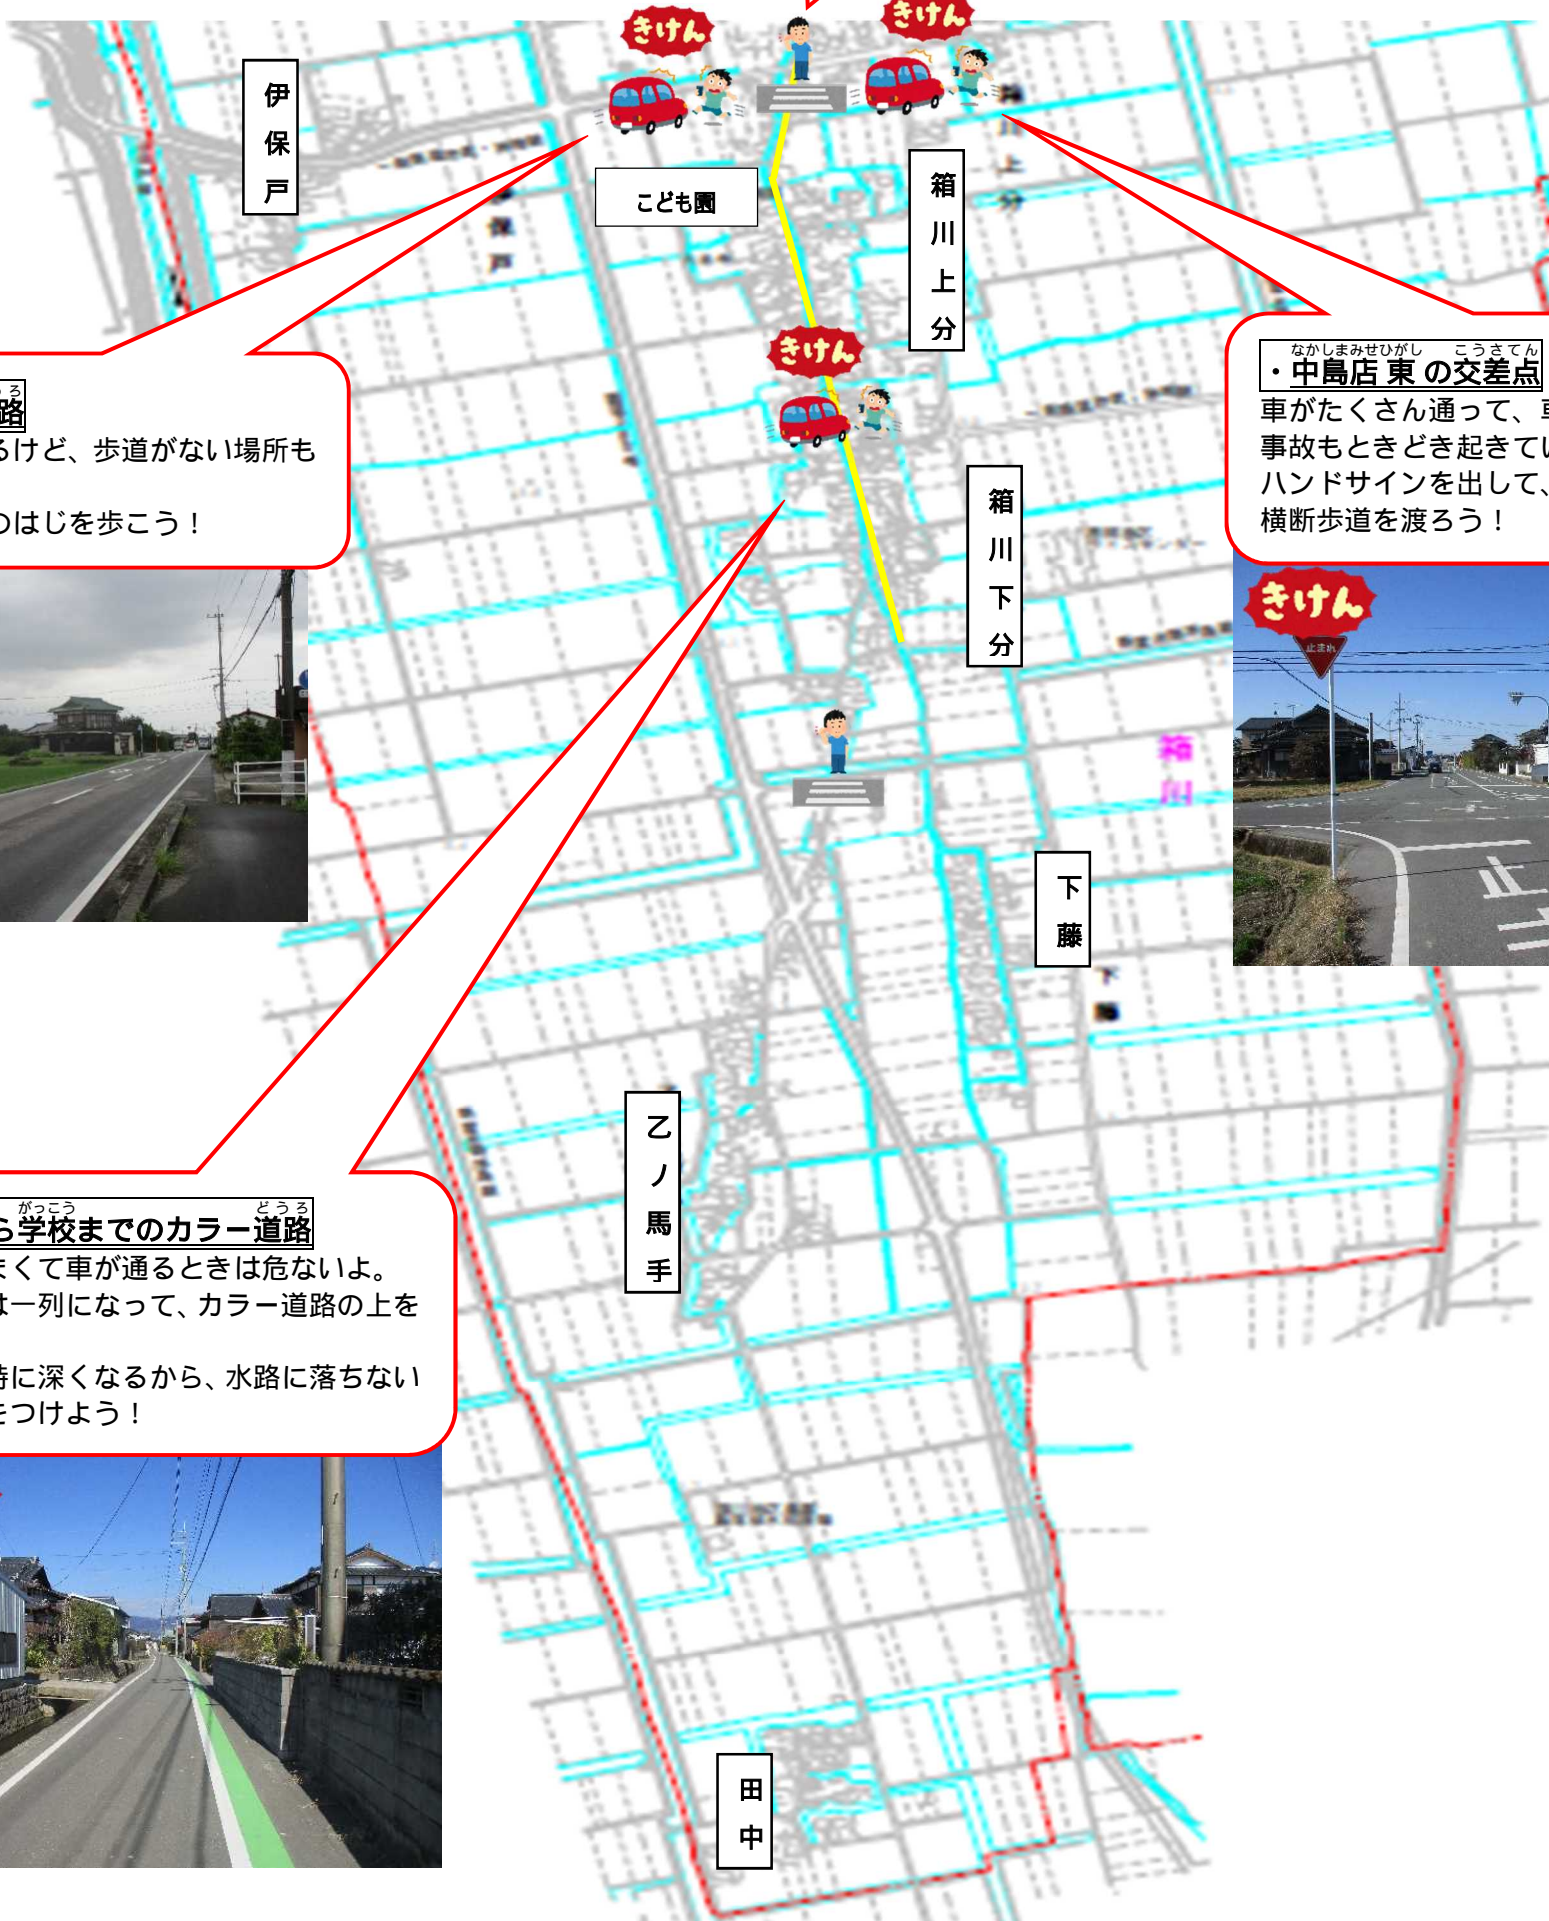 きけん
きけん
伊保戸
こども園
箱川上分
きけん
箱川下分
路
るけど、歩道がない場所も
のはじを歩こう！
なかしまみせひがし こうさてん
・中島店東の交差点
車がたくさん通って、
事故もときどき起きてい
ハンドサインを出して、
横断歩道を渡ろう！
きけん
止まれ
止
箱川
下藤
乙ノ馬手
がっこう どうろ
ら学校までのカラー道路
まくて車が通るときは危ないよ。
は一列になって、カラー道路の上を
時に深くなるから、水路に落ちない
をつけよう！
田中